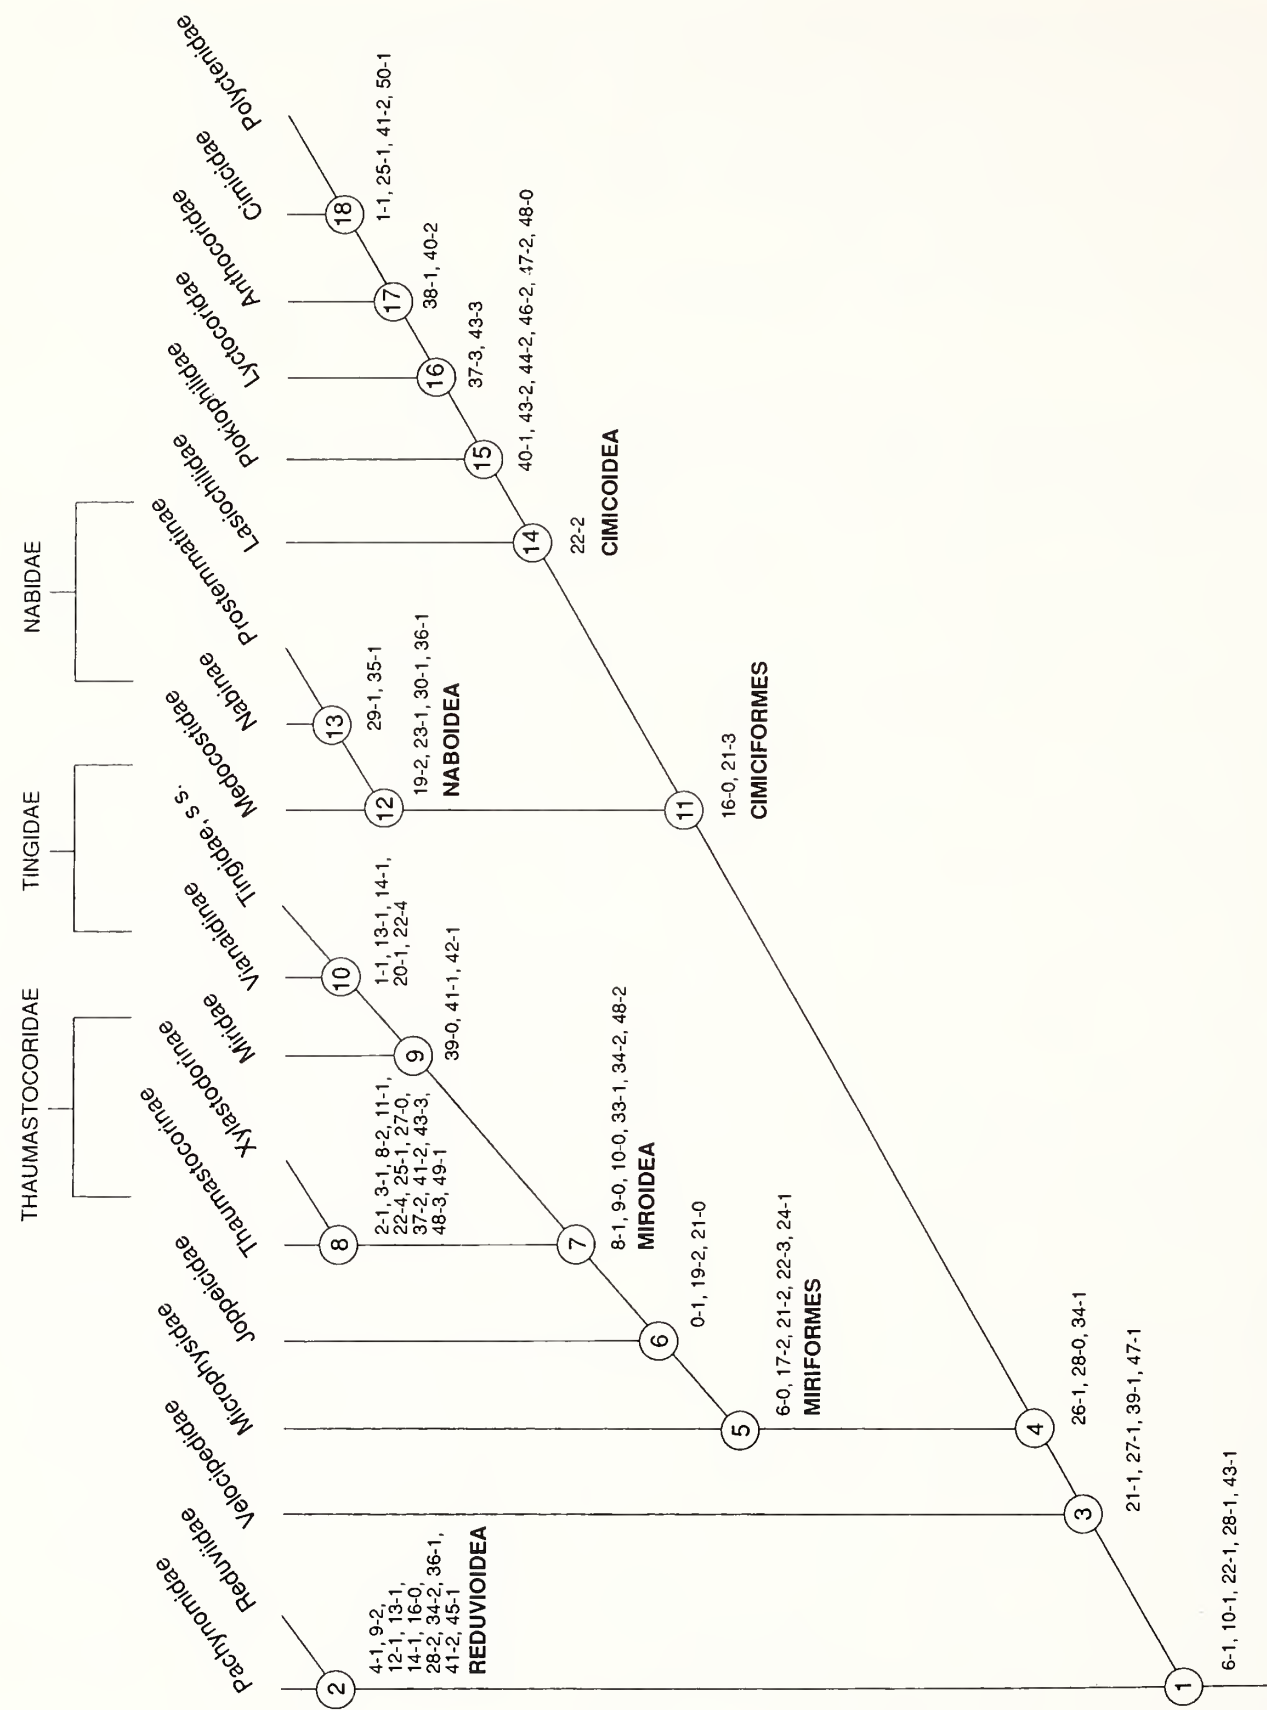 THAUMASTOCORIDAE
TINGIDAE
NABIDAE
Pachynomidae
Reduviidae
Velocipedidae
Microphysidae
Joppeicidae
Thaumastocorinae
Xylastodorinae
Miridae
Vianaidinae
Tingidae, s.s.
Medocostidae
Nabinae
Prostemmatinae
Lasiochilidae
Plokiophilidae
Lyctocoridae
Anthocoridae
Cimicidae
Polyctenidae
2
4-1, 9-2,
12-1, 13-1,
14-1, 16-0,
28-2, 34-2, 36-1,
41-2, 45-1
REDUVIOIDEA
8
2-1, 3-1, 8-2, 11-1,
22-4, 25-1, 27-0,
37-2, 41-2, 43-3,
48-3, 49-1
10
1-1, 13-1, 14-1,
20-1, 22-4
9
39-0, 41-1, 42-1
7
8-1, 9-0, 10-0, 33-1, 34-2, 48-2
MIROIDEA
6
0-1, 19-2, 21-0
5
6-0, 17-2, 21-2, 22-3, 24-1
MIRIFORMES
13
29-1, 35-1
12
19-2, 23-1, 30-1, 36-1
NABOIDEA
18
1-1, 25-1, 41-2, 50-1
17
38-1, 40-2
16
37-3, 43-3
15
40-1, 43-2, 44-2, 46-2, 47-2, 48-0
14
22-2
CIMICOIDEA
11
16-0, 21-3
CIMICIFORMES
4
26-1, 28-0, 34-1
3
21-1, 27-1, 39-1, 47-1
1
6-1, 10-1, 22-1, 28-1, 43-1